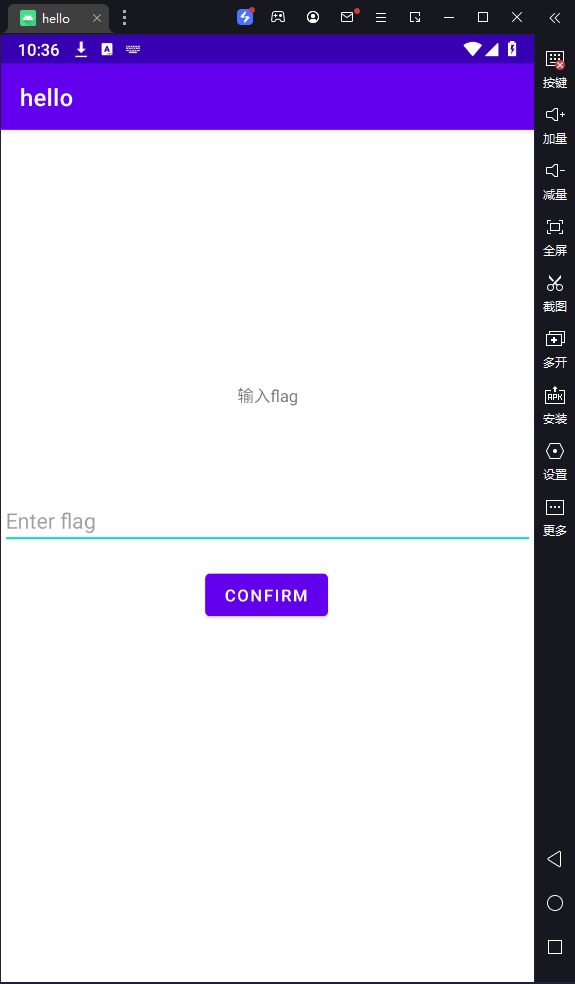 hello
10:36
hello
输入flag
Enter flag
CONFIRM
按键
加量
减量
全屏
截图
多开
APK
安装
设置
更多